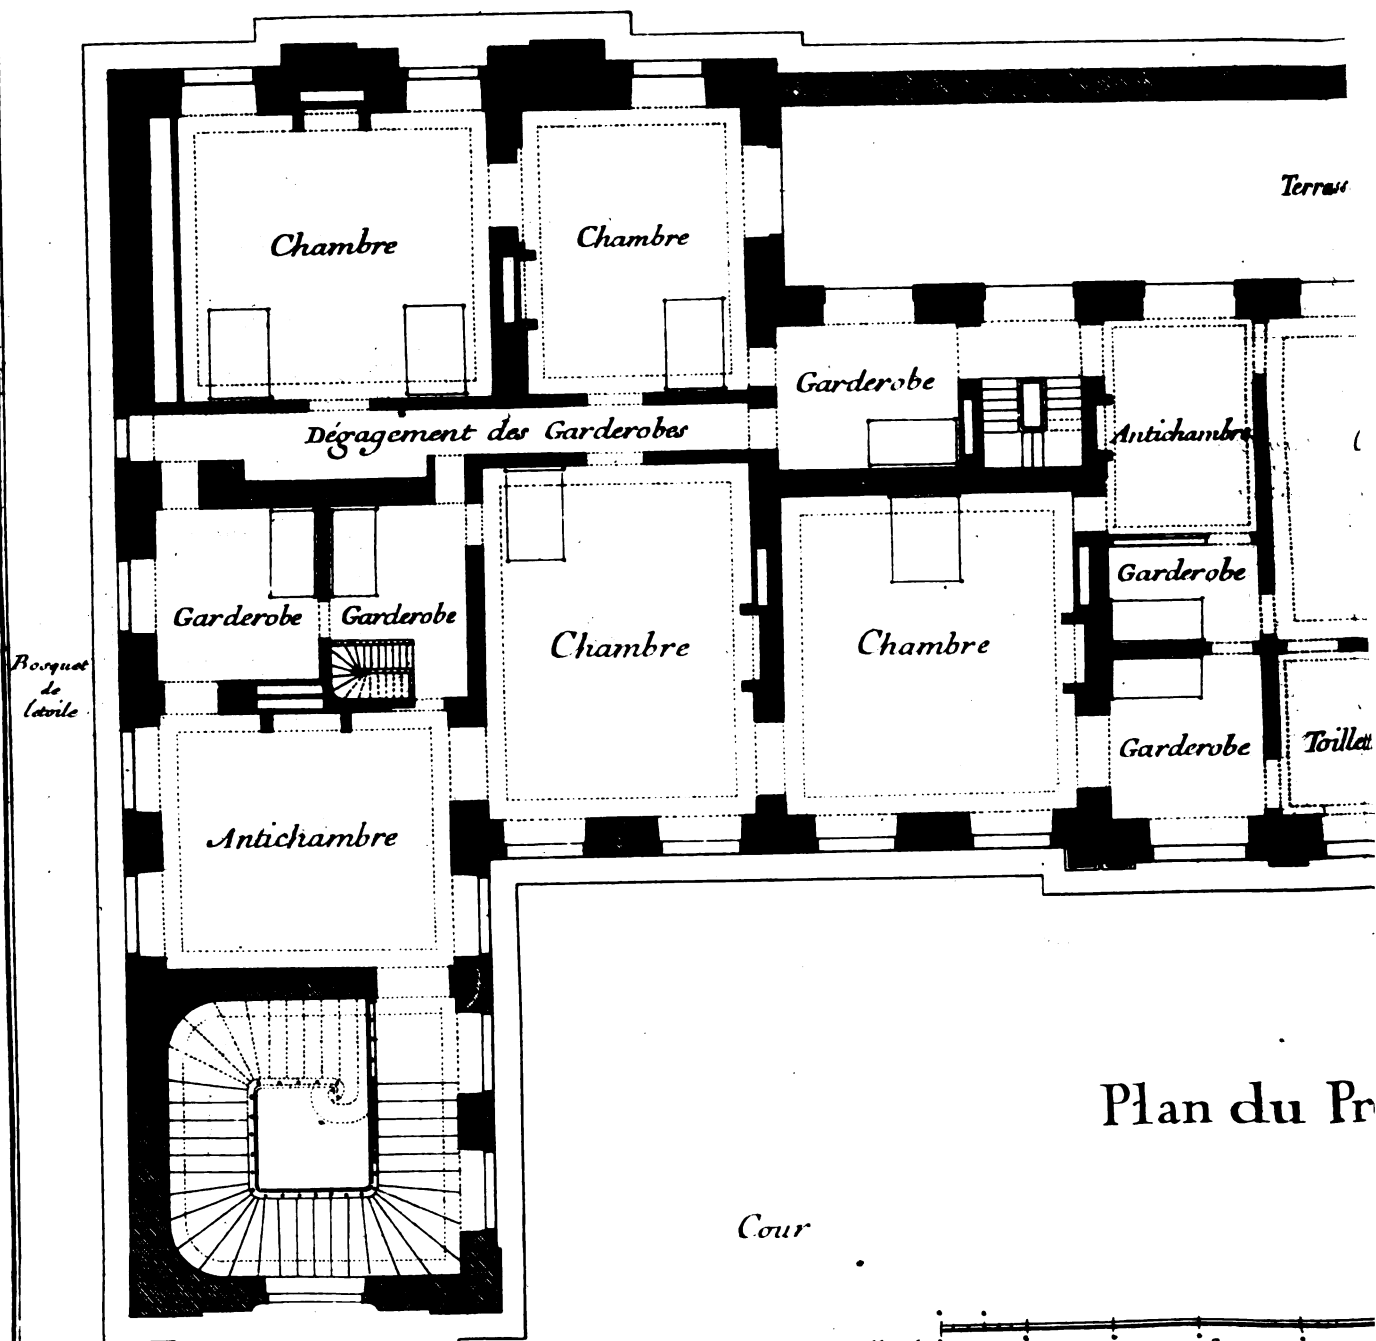 Terrass
Chambre
Chambre
Garderobe
Dégagement des Garderobes
Antichambre
Garderobe
Garderobe
Garderobe
Chambre
Chambre
Bosquet
de
letoile
Garderobe
Toillet
Antichambre
Plan du Pr
Cour